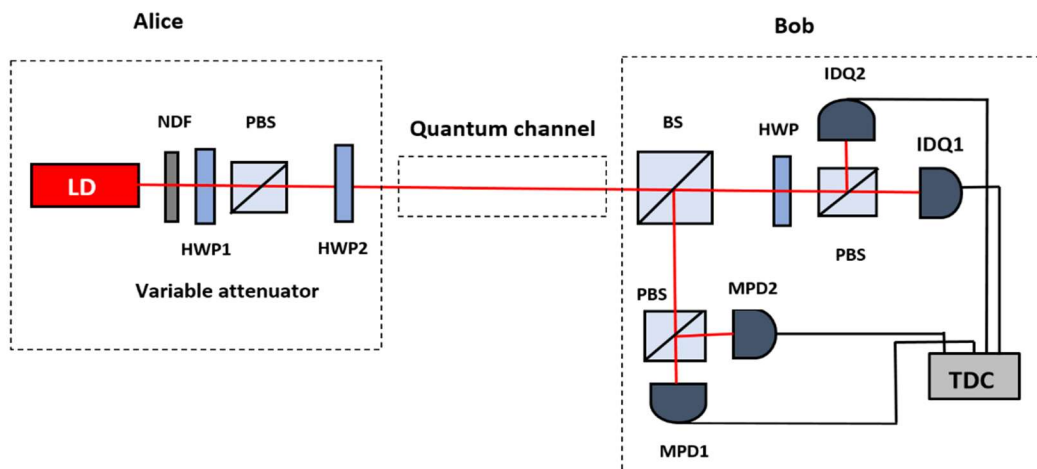 Alice
Bob
NDF
PBS
LD
HWP1
HWP2
Variable attenuator
Quantum channel
IDQ2
BS
HWP
IDQ1
PBS
PBS
MPD2
MPD1
TDC